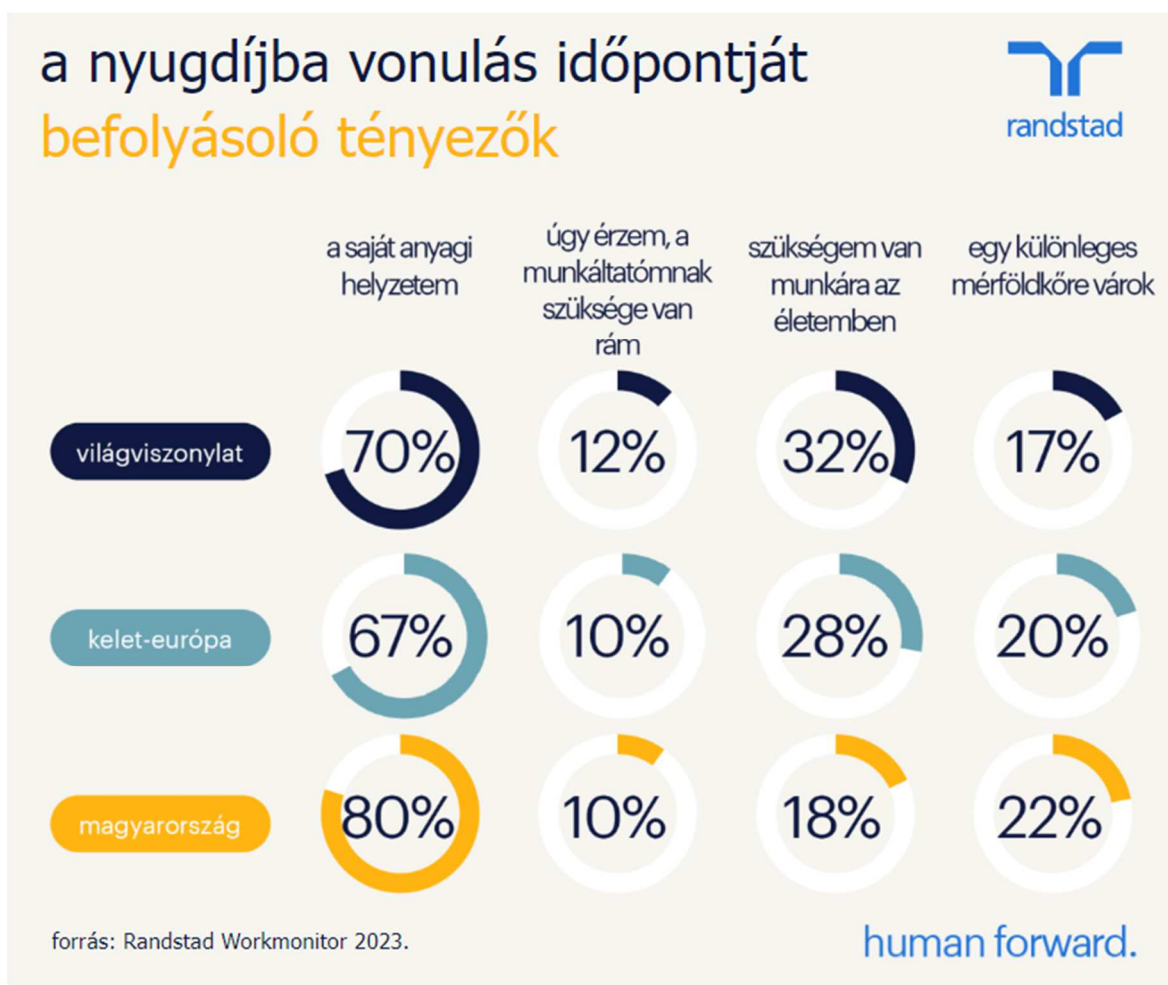 a nyugdíjba vonulás időpontját
befolyásoló tényezők
randstad
a saját anyagi
helyzetem
úgy érzem, a
munkáltatómnak
szüksége van
rám
szükségem van
munkára az
életemben
egy különleges
mérföldkőre várok
világviszonylat
70%
12%
32%
17%
kelet-európa
67%
10%
28%
20%
magyarország
80%
10%
18%
22%
forrás: Randstad Workmonitor 2023.
human forward.